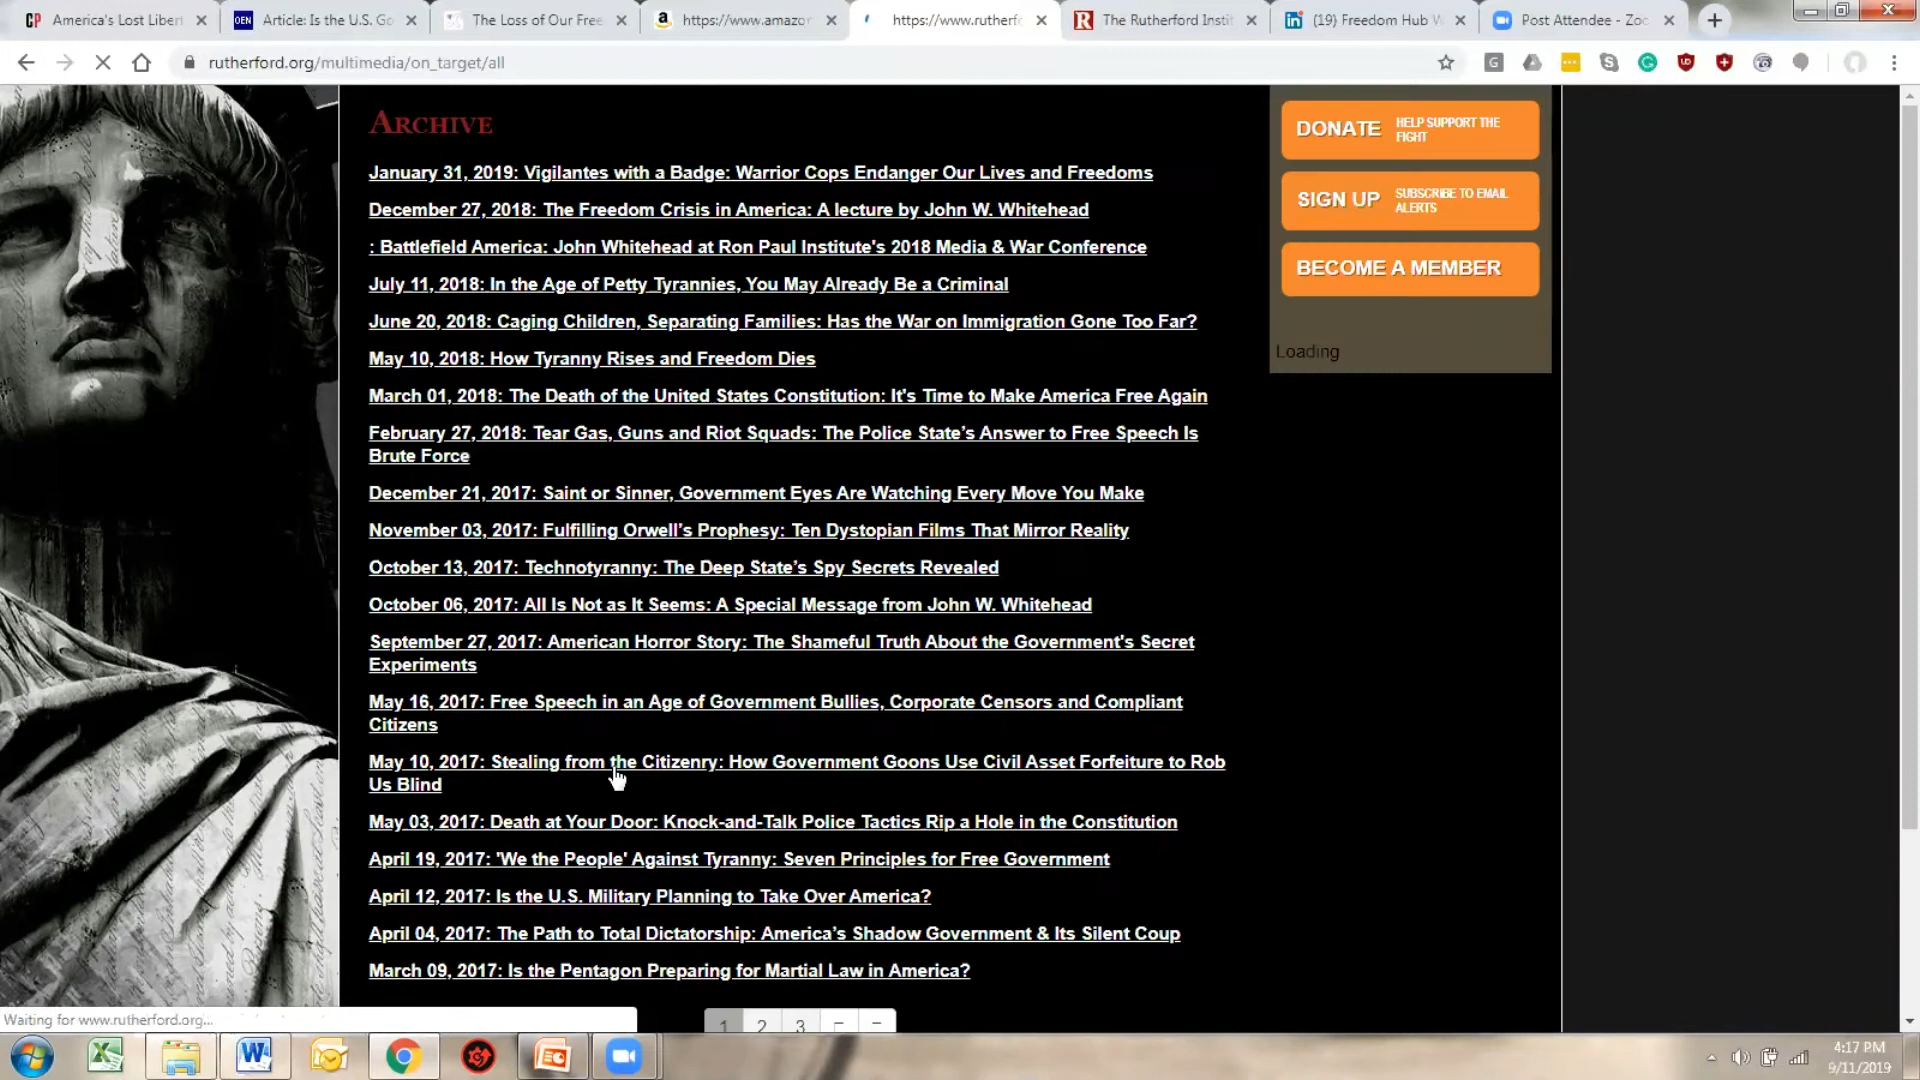 America's Lost Libert
OEN Article: Is the U.S. Go
The Loss of Our Free
https://www.amazor
https://www.rutherfo
The Rutherford Instit
(19) Freedom Hub W
Post Attendee - Zoo
rutherford.org/multimedia/on_target/all
ARCHIVE
January 31, 2019: Vigilantes with a Badge: Warrior Cops Endanger Our Lives and Freedoms
December 27, 2018: The Freedom Crisis in America: A lecture by John W. Whitehead
: Battlefield America: John Whitehead at Ron Paul Institute's 2018 Media & War Conference
July 11, 2018: In the Age of Petty Tyrannies, You May Already Be a Criminal
June 20, 2018: Caging Children, Separating Families: Has the War on Immigration Gone Too Far?
May 10, 2018: How Tyranny Rises and Freedom Dies
March 01, 2018: The Death of the United States Constitution: It's Time to Make America Free Again
February 27, 2018: Tear Gas, Guns and Riot Squads: The Police State’s Answer to Free Speech Is
Brute Force
December 21, 2017: Saint or Sinner, Government Eyes Are Watching Every Move You Make
November 03, 2017: Fulfilling Orwell’s Prophesy: Ten Dystopian Films That Mirror Reality
October 13, 2017: Technotyranny: The Deep State’s Spy Secrets Revealed
October 06, 2017: All Is Not as It Seems: A Special Message from John W. Whitehead
September 27, 2017: American Horror Story: The Shameful Truth About the Government's Secret
Experiments
May 16, 2017: Free Speech in an Age of Government Bullies, Corporate Censors and Compliant
Citizens
May 10, 2017: Stealing from the Citizenry: How Government Goons Use Civil Asset Forfeiture to Rob
Us Blind
May 03, 2017: Death at Your Door: Knock-and-Talk Police Tactics Rip a Hole in the Constitution
April 19, 2017: 'We the People' Against Tyranny: Seven Principles for Free Government
April 12, 2017: Is the U.S. Military Planning to Take Over America?
April 04, 2017: The Path to Total Dictatorship: America’s Shadow Government & Its Silent Coup
March 09, 2017: Is the Pentagon Preparing for Martial Law in America?
1 2 3
DONATE HELP SUPPORT THE
FIGHT
SIGN UP SUBSCRIBE TO EMAIL
ALERTS
BECOME A MEMBER
Loading
Waiting for www.rutherford.org...
4:17 PM
9/11/2019